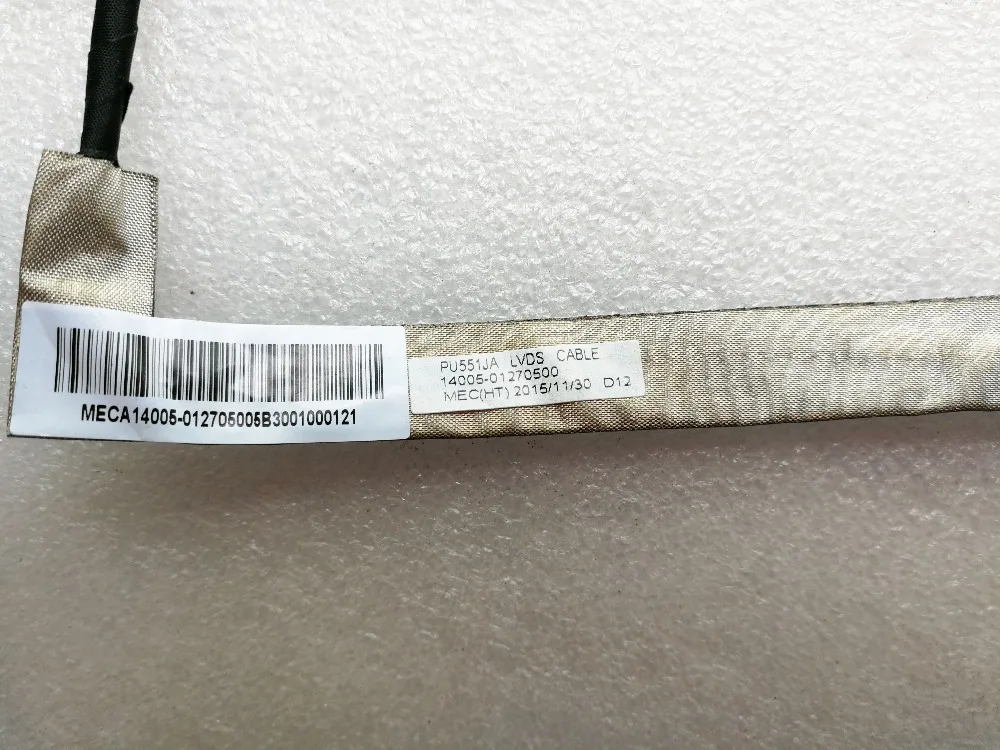 MECA14005-012705005B3001000121
PU551JA LVDS CABLE
14005-01270500
MEC(HT) 2015/11/30 D12